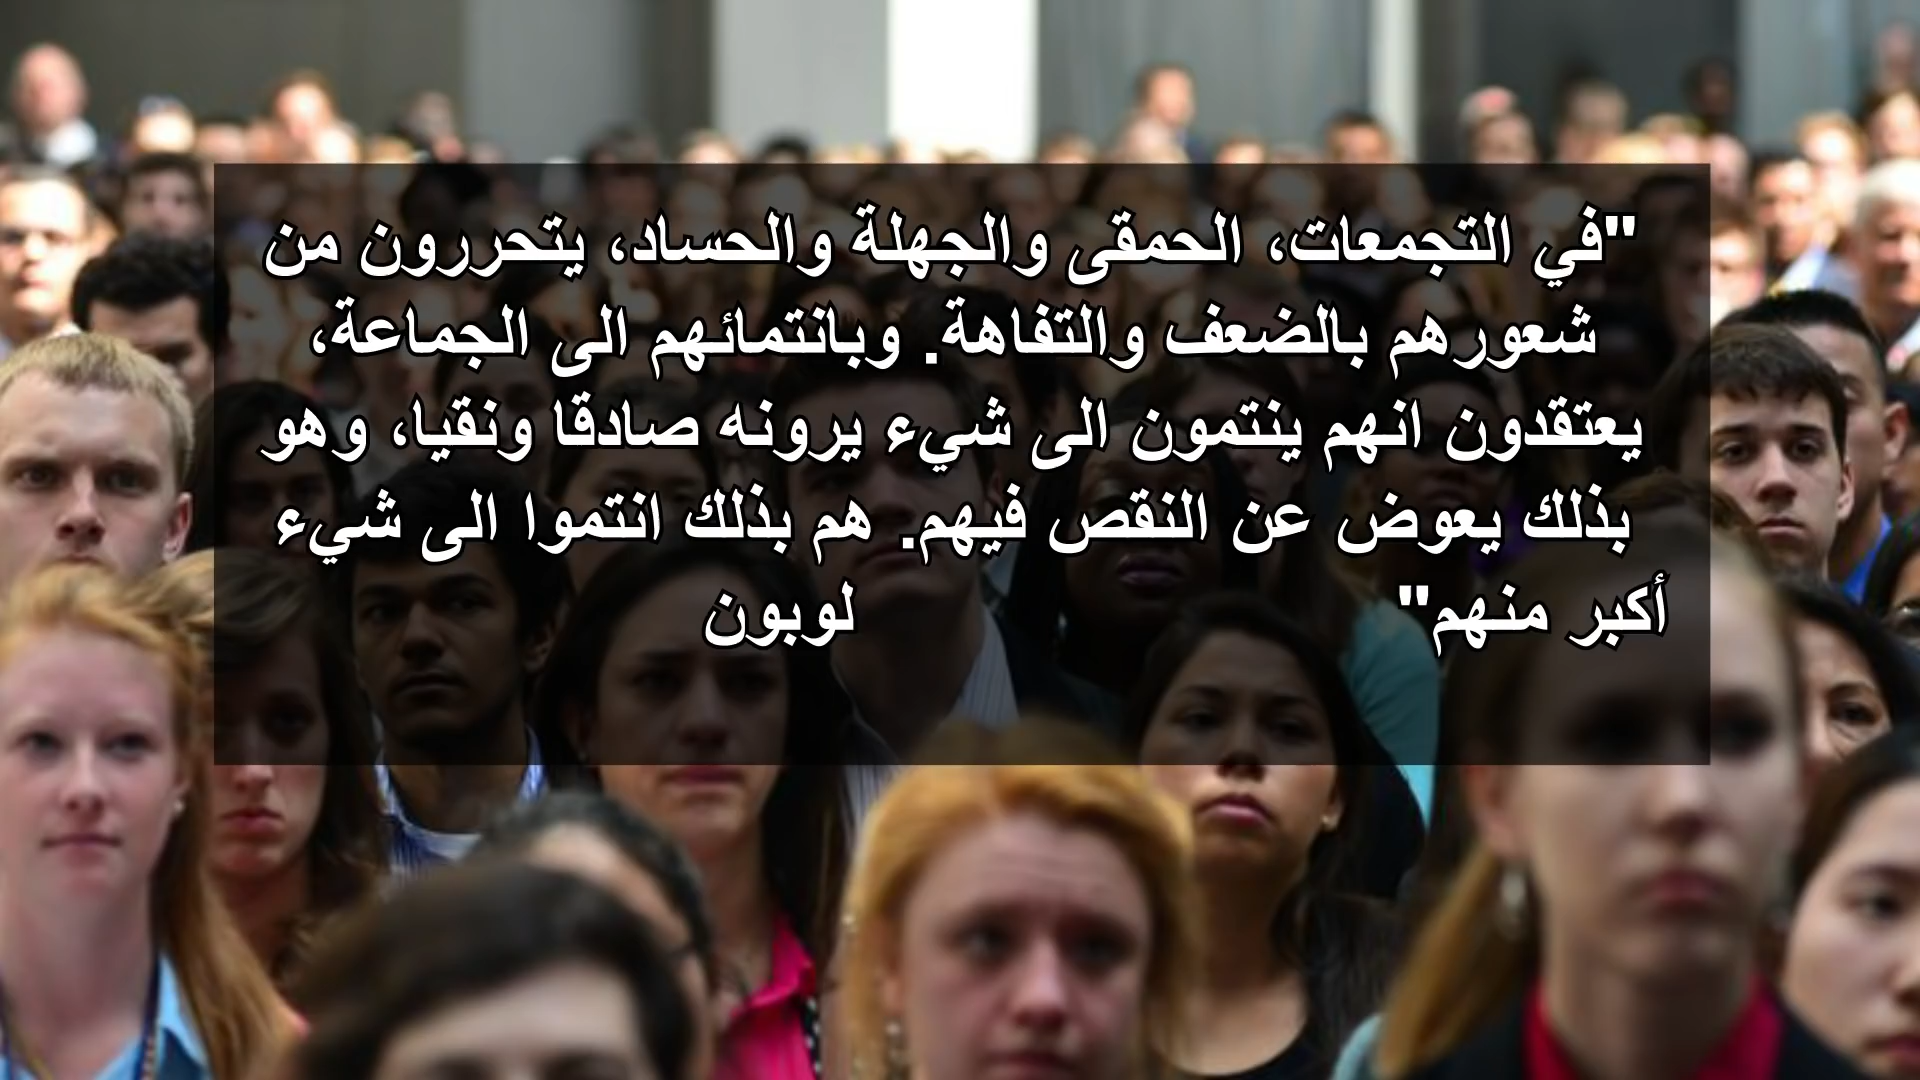 "في التجمعات، الحمقى والجهلة والحساد، يتحررون من
شعورهم بالضعف والتفاهة. وبانتمائهم الى الجماعة،
يعتقدون انهم ينتمون الى شيء يرونه صادقا ونقيا، وهو
بذلك يعوض عن النقص فيهم. هم بذلك انتموا الى شيء
أكبر منهم" لوبون